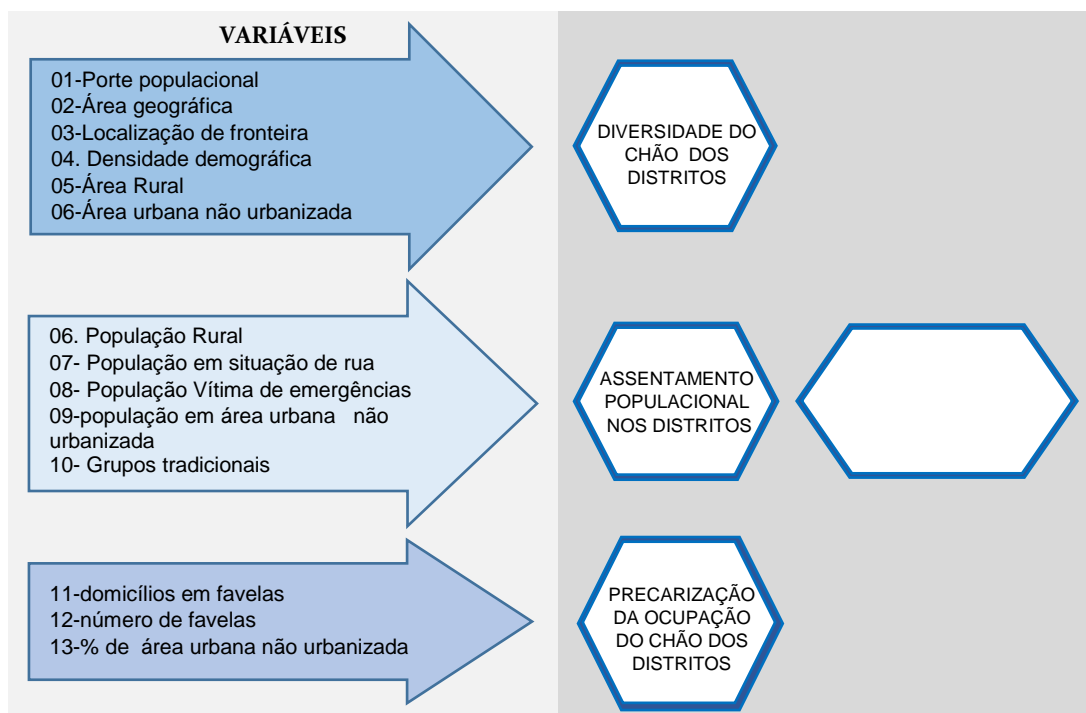 VARIÁVEIS
01-Porte populacional
02-Área geográfica
03-Localização de fronteira
04. Densidade demográfica
05-Área Rural
06-Área urbana não urbanizada
DIVERSIDADE DO
CHÃO DOS
DISTRITOS
06. População Rural
07- População em situação de rua
08- População Vítima de emergências
09-população em área urbana não
urbanizada
10- Grupos tradicionais
ASSENTAMENTO
POPULACIONAL
NOS DISTRITOS
11-domicílios em favelas
12-número de favelas
13-% de área urbana não urbanizada
PRECARIZAÇÃO
DA OCUPAÇÃO
DO CHÃO DOS
DISTRITOS